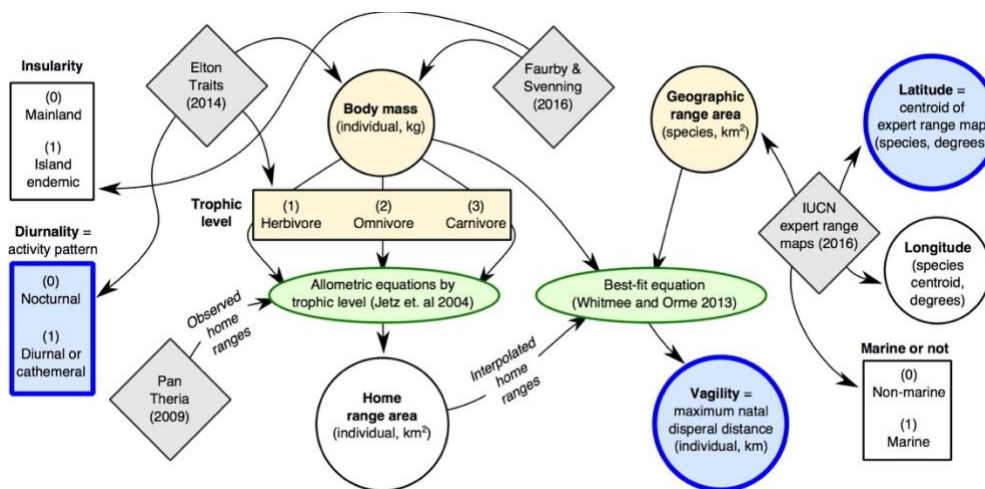 Insularity
(0)
Mainland
(1)
Island
endemic
Diurnality =
activity pattern
(0)
Nocturnal
(1)
Diurnal or
cathemeral
Elton
Traits
(2014)
Body mass
(individual, kg)
Faurby &
Svenning
(2016)
Trophic
level
(1)
Herbivore
(2)
Omnivore
(3)
Carnivore
Allometric equations by
trophic level (Jetz et. al 2004)
Observed
home
ranges
Pan
Theria
(2009)
Home
range area
(individual, km²)
Interpolated
home
ranges
Geographic
range area
(species, km²)
Best-fit equation
(Whitmee and Orme 2013)
Vagility =
maximum natal
disperal distance
(individual, km)
Latitude =
centroid of
expert range map
(species, degrees)
IUCN
expert range
maps (2016)
Longitude
(species
centroid,
degrees)
Marine or not
(0)
Non-marine
(1)
Marine